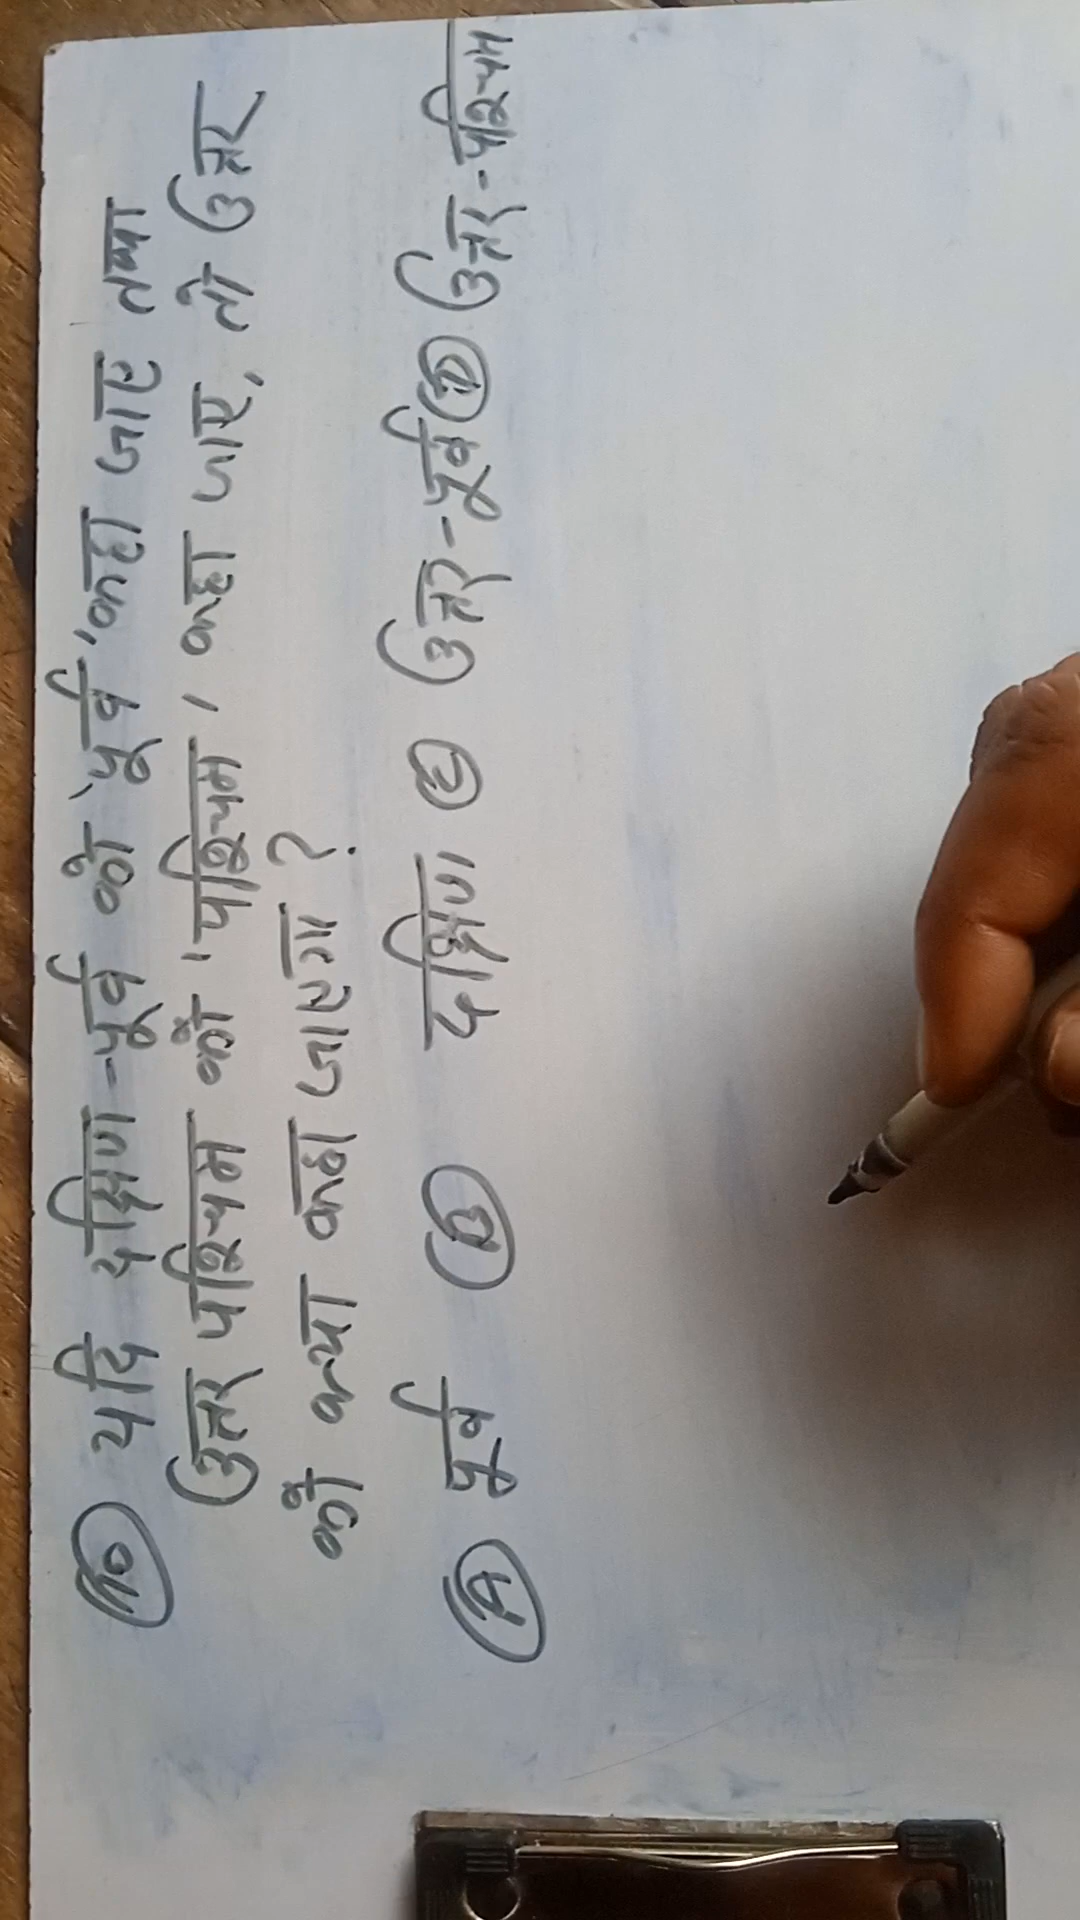 10 यदि दक्षिण-पूर्व को 'पूर्व' कहा जाए तथा
उत्तर पश्चिम को 'पश्चिम' कहा जाए, तो उत्तर
को क्या कहा जाएगा ?
A पूर्व B दक्षिण C उत्तर-पूर्व D उत्तर-पश्चिम